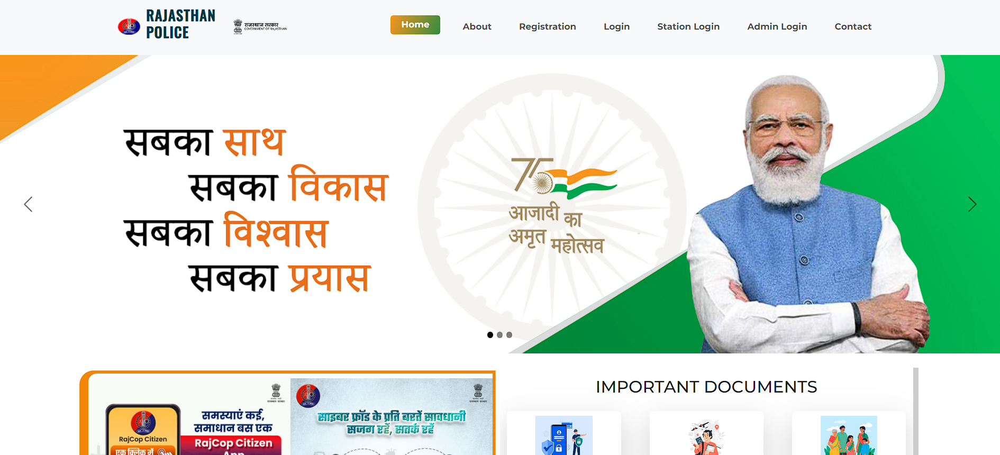 RAJASTHAN
POLICE
राजस्थान सरकार
GOVERNMENT OF RAJASTHAN
Home
About
Registration
Login
Station Login
Admin Login
Contact
सबका साथ
सबका विकास
सबका विश्वास
सबका प्रयास
75
आजादी का
अमृत महोत्सव
समस्याएं कई,
समाधान बस एक
RajCop Citizen
App
RajCop Citizen
एक क्लिक में
साइबर फ्रॉड के प्रति बरतें सावधानी
सजग रहें, सतर्क रहें
IMPORTANT DOCUMENTS